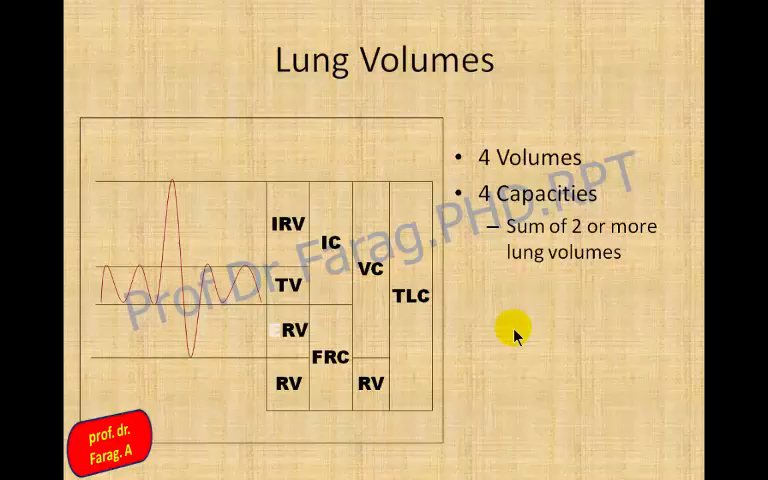 Lung Volumes
• 4 Volumes
• 4 Capacities
– Sum of 2 or more
lung volumes
IRV
IC
VC
TV
TLC
ERV
FRC
RV
RV
Prof.Dr.Farag.PHD.RPT
prof. dr.
Farag. A